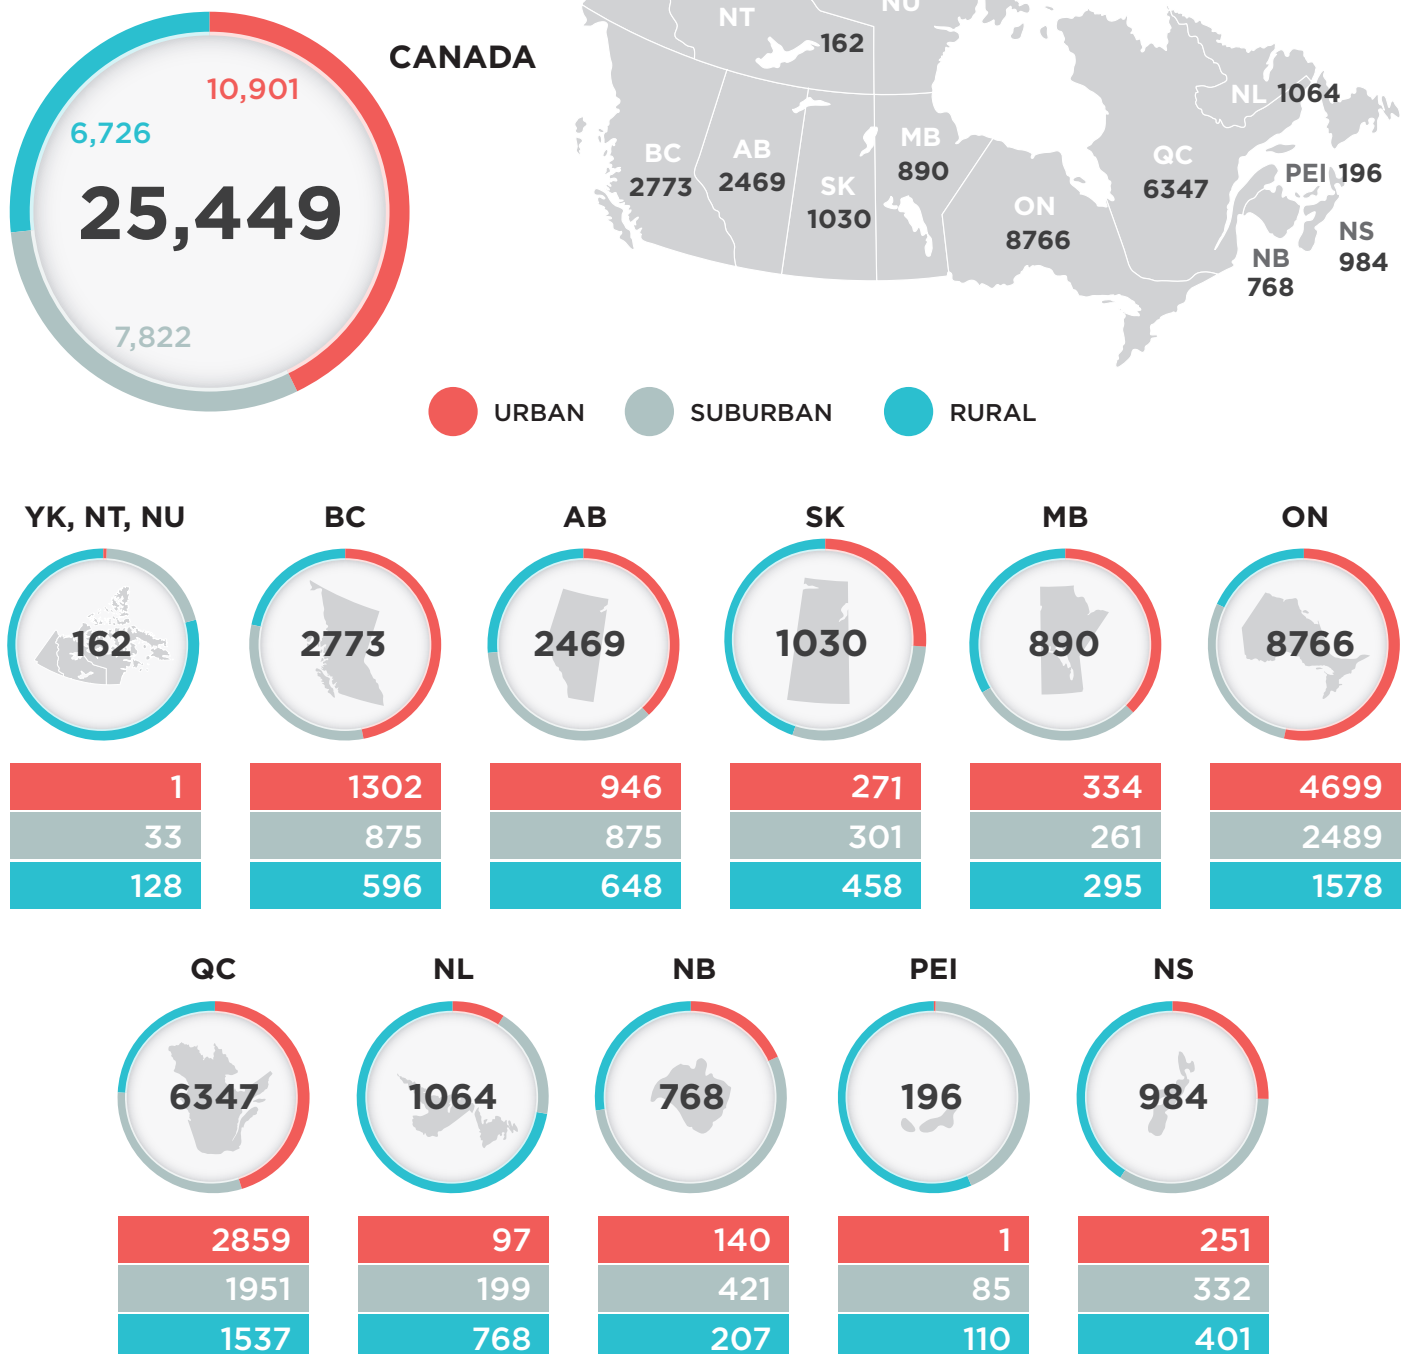 CANADA
10,901
6,726
25,449
7,822
NT
NU
162
NL 1064
BC
2773
AB
2469
SK
1030
MB
890
ON
8766
QC
6347
PEI 196
NS
984
NB
768
URBAN
SUBURBAN
RURAL
YK, NT, NU
BC
AB
SK
MB
ON
162
2773
2469
1030
890
8766
1
1302
946
271
334
4699
33
875
875
301
261
2489
128
596
648
458
295
1578
QC
NL
NB
PEI
NS
6347
1064
768
196
984
2859
97
140
1
251
1951
199
421
85
332
1537
768
207
110
401